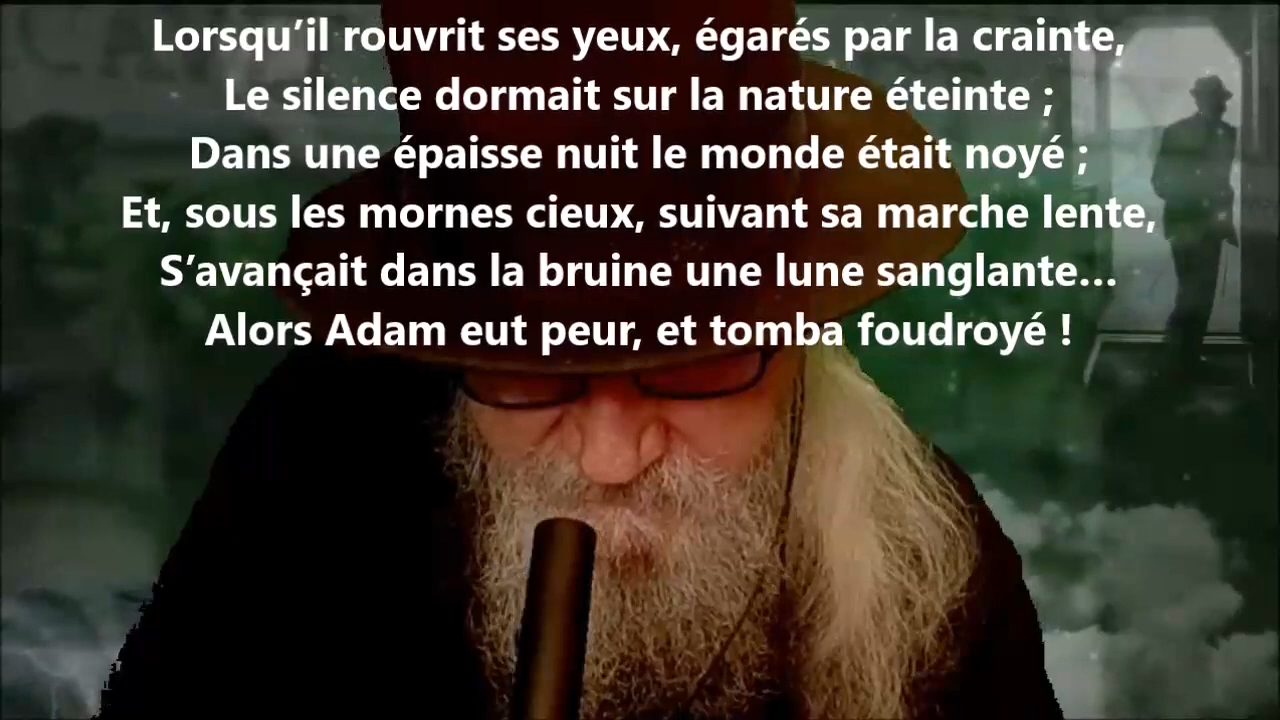 Lorsqu’il rouvrit ses yeux, égarés par la crainte,
Le silence dormait sur la nature éteinte ;
Dans une épaisse nuit le monde était noyé ;
Et, sous les mornes cieux, suivant sa marche lente,
S’avançait dans la bruine une lune sanglante…
Alors Adam eut peur, et tomba foudroyé !